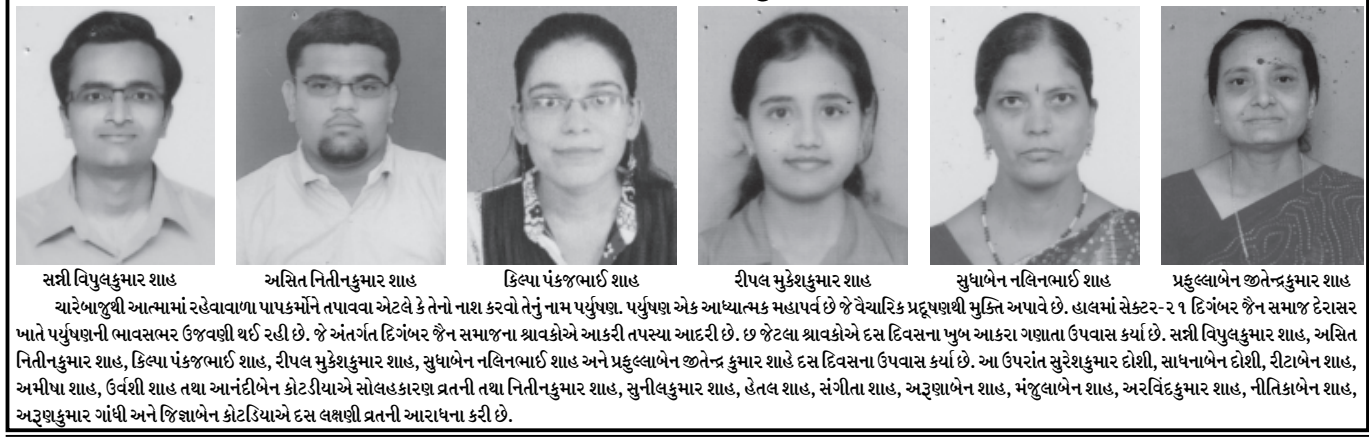 સન્ની વિપુલકુમાર શાહ અસિત નિતીનકુમાર શાહ કિલ્પા પંકજભાઈ શાહ રીપલ મુકેશકુમાર શાહ સુધાબેન નલિનભાઈ શાહ પ્રફુલ્લાબેન જીતેન્દ્રકુમાર શાહ
ચારેબાજુથી આત્મામાં રહેવાવાળા પાપકર્મોને તપાવવા એટલે કે તેનો નાશ કરવો તેનું નામ પર્યુષણ. પર્યુષણ એક આધ્યાત્મક મહાપર્વ છે જે વૈચારિક પ્રદૂષણથી મુક્તિ અપાવે છે. હાલમાં સેક્ટર-૨૧ દિગંબર જૈન સમાજ દેરાસર
ખાતે પર્યુષણની ભાવસભર ઉજવણી થઈ રહી છે. જે અંતર્ગત દિગંબર જૈન સમાજના શ્રાવકોએ આકરી તપસ્યા આદરી છે. છ જેટલા શ્રાવકોએ દસ દિવસના ખુબ આકરા ગણાતા ઉપવાસ કર્યા છે. સન્ની વિપુલકુમાર શાહ, અસિત
નિતીનકુમાર શાહ, કિલ્પા પંકજભાઈ શાહ, રીપલ મુકેશકુમાર શાહ, સુધાબેન નલિનભાઈ શાહ અને પ્રફુલ્લાબેન જીતેન્દ્ર કુમાર શાહે દસ દિવસના ઉપવાસ કર્યા છે. આ ઉપરાંત સુરેશકુમાર દોશી, સાધનાબેન દોશી, રીટાબેન શાહ,
અમીષા શાહ, ઉર્વશી શાહ તથા આનંદીબેન કોટડીયાએ સોલહકારણ વ્રતની તથા નિતીનકુમાર શાહ, સુનીલકુમાર શાહ, હેતલ શાહ, સંગીતા શાહ, અરૂણાબેન શાહ, મંજુલાબેન શાહ, અરવિંદકુમાર શાહ, નીતિકાબેન શાહ,
અરૂણકુમાર ગાંધી અને જિજ્ઞાબેન કોટડિયાએ દસ લક્ષણી વ્રતની આરાધના કરી છે.